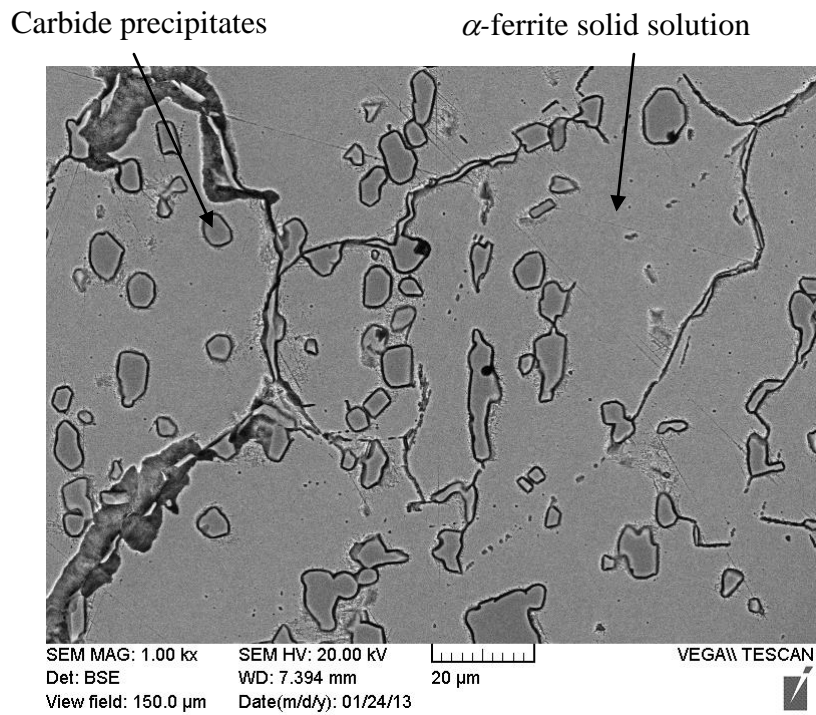 Carbide precipitates
α-ferrite solid solution
SEM MAG: 1.00 kx SEM HV: 20.00 kV VEGA\\ TESCAN
Det: BSE WD: 7.394 mm 20 µm
View field: 150.0 µm Date(m/d/y): 01/24/13